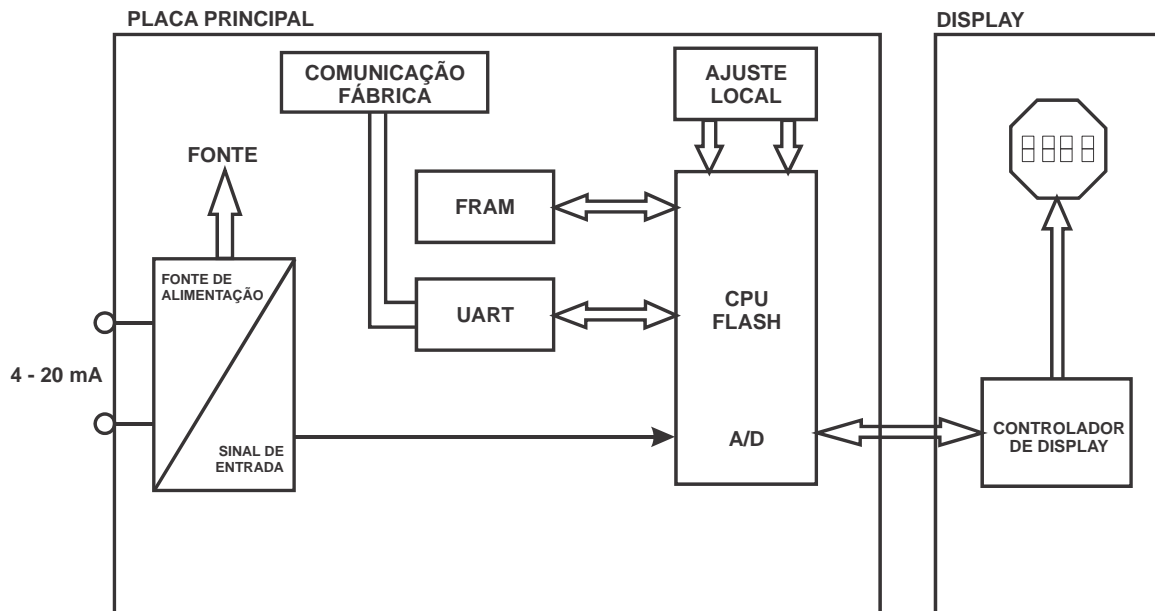 PLACA PRINCIPAL
DISPLAY
COMUNICAÇÃO
FÁBRICA
AJUSTE
LOCAL
FONTE
FRAM
FONTE DE
ALIMENTAÇÃO
UART
CPU
FLASH
4 - 20 mA
SINAL DE
ENTRADA
A/D
CONTROLADOR
DE DISPLAY